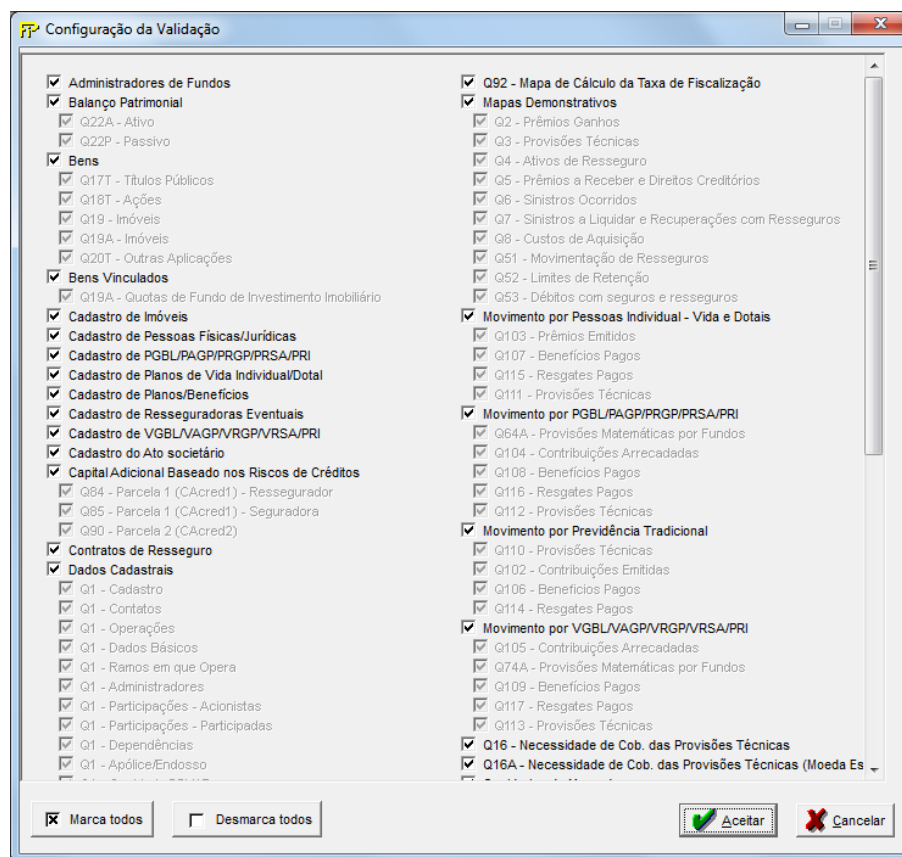 FP Configuração da Validação
Administradores de Fundos
Balanço Patrimonial
Q22A - Ativo
Q22P - Passivo
Bens
Q17T - Títulos Públicos
Q18T - Ações
Q19 - Imóveis
Q19A - Imóveis
Q20T - Outras Aplicações
Bens Vinculados
Q19A - Quotas de Fundo de Investimento Imobiliário
Cadastro de Imóveis
Cadastro de Pessoas Físicas/Jurídicas
Cadastro de PGBL/PAGP/PRGP/PRSA/PRI
Cadastro de Planos de Vida Individual/Dotal
Cadastro de Planos/Benefícios
Cadastro de Resseguradoras Eventuais
Cadastro de VGBL/VAGP/VRGP/VRSA/PRI
Cadastro do Ato societário
Capital Adicional Baseado nos Riscos de Créditos
Q84 - Parcela 1 (CAcred1) - Ressegurador
Q85 - Parcela 1 (CAcred1) - Seguradora
Q90 - Parcela 2 (CAcred2)
Contratos de Resseguro
Dados Cadastrais
Q1 - Cadastro
Q1 - Contatos
Q1 - Operações
Q1 - Dados Básicos
Q1 - Ramos em que Opera
Q1 - Administradores
Q1 - Participações - Acionistas
Q1 - Participações - Participadas
Q1 - Dependências
Q1 - Apólice/Endosso
Q92 - Mapa de Cálculo da Taxa de Fiscalização
Mapas Demonstrativos
Q2 - Prêmios Ganhos
Q3 - Provisões Técnicas
Q4 - Ativos de Resseguro
Q5 - Prêmios a Receber e Direitos Creditórios
Q6 - Sinistros Ocorridos
Q7 - Sinistros a Liquidar e Recuperações com Resseguros
Q8 - Custos de Aquisição
Q51 - Movimentação de Resseguros
Q52 - Limites de Retenção
Q53 - Débitos com seguros e resseguros
Movimento por Pessoas Individual - Vida e Dotais
Q103 - Prêmios Emitidos
Q107 - Benefícios Pagos
Q115 - Resgates Pagos
Q111 - Provisões Técnicas
Movimento por PGBL/PAGP/PRGP/PRSA/PRI
Q64A - Provisões Matemáticas por Fundos
Q104 - Contribuições Arrecadadas
Q108 - Benefícios Pagos
Q116 - Resgates Pagos
Q112 - Provisões Técnicas
Movimento por Previdência Tradicional
Q110 - Provisões Técnicas
Q102 - Contribuições Emitidas
Q106 - Beneficios Pagos
Q114 - Resgates Pagos
Movimento por VGBL/VAGP/VRGP/VRSA/PRI
Q105 - Contribuições Arrecadadas
Q74A - Provisões Matemáticas por Fundos
Q109 - Benefícios Pagos
Q117 - Resgates Pagos
Q113 - Provisões Técnicas
Q16 - Necessidade de Cob. das Provisões Técnicas
Q16A - Necessidade de Cob. das Provisões Técnicas (Moeda Es
Marca todos
Desmarca todos
Aceitar
Cancelar